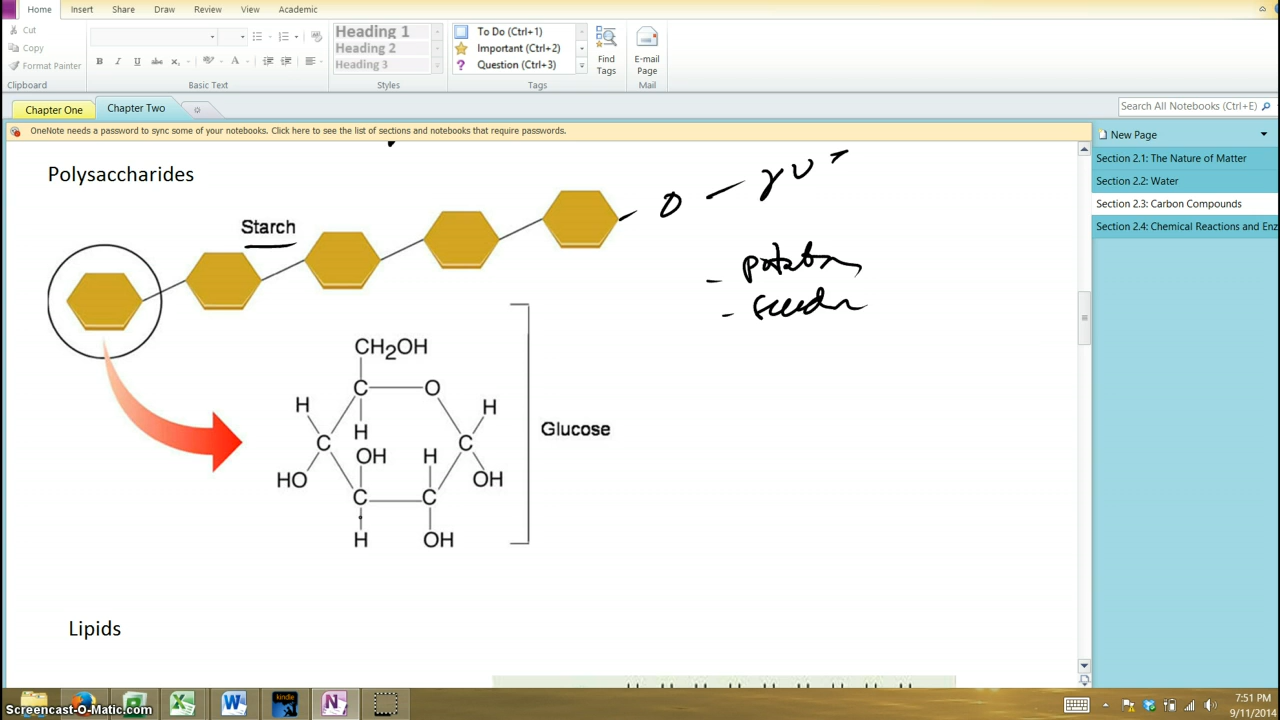 Home Insert Share Draw Review View Academic
Cut
Copy
Format Painter
Clipboard
Basic Text
Heading 1
Heading 2
Heading 3
Styles
To Do (Ctrl+1)
Important (Ctrl+2)
Question (Ctrl+3)
Tags
Find
Tags
E-mail
Page
Mail
Chapter One
Chapter Two
Search All Notebooks (Ctrl+E)
OneNote needs a password to sync some of your notebooks. Click here to see the list of sections and notebooks that require passwords.
New Page
Section 2.1: The Nature of Matter
Section 2.2: Water
Section 2.3: Carbon Compounds
Section 2.4: Chemical Reactions and Enz
Polysaccharides
Starch
CH2OH
C O
H H
H
C C
OH H
HO OH
C C
H OH
Glucose
Lipids
kindle
Screencast-O-Matic.com
7:51 PM
9/11/2014